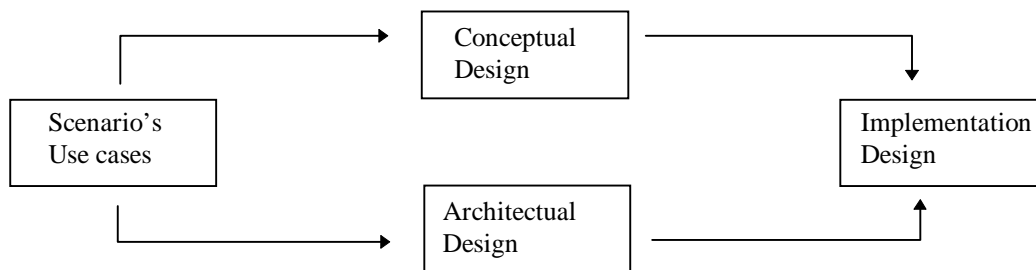 Conceptual
Design
Scenario's
Use cases
Implementation
Design
Architectual
Design